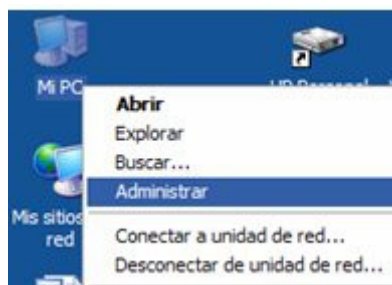 Mi PC
Abrir
Explorar
Buscar...
Administrar
Mis sitios
red
Conectar a unidad de red...
Desconectar de unidad de red...